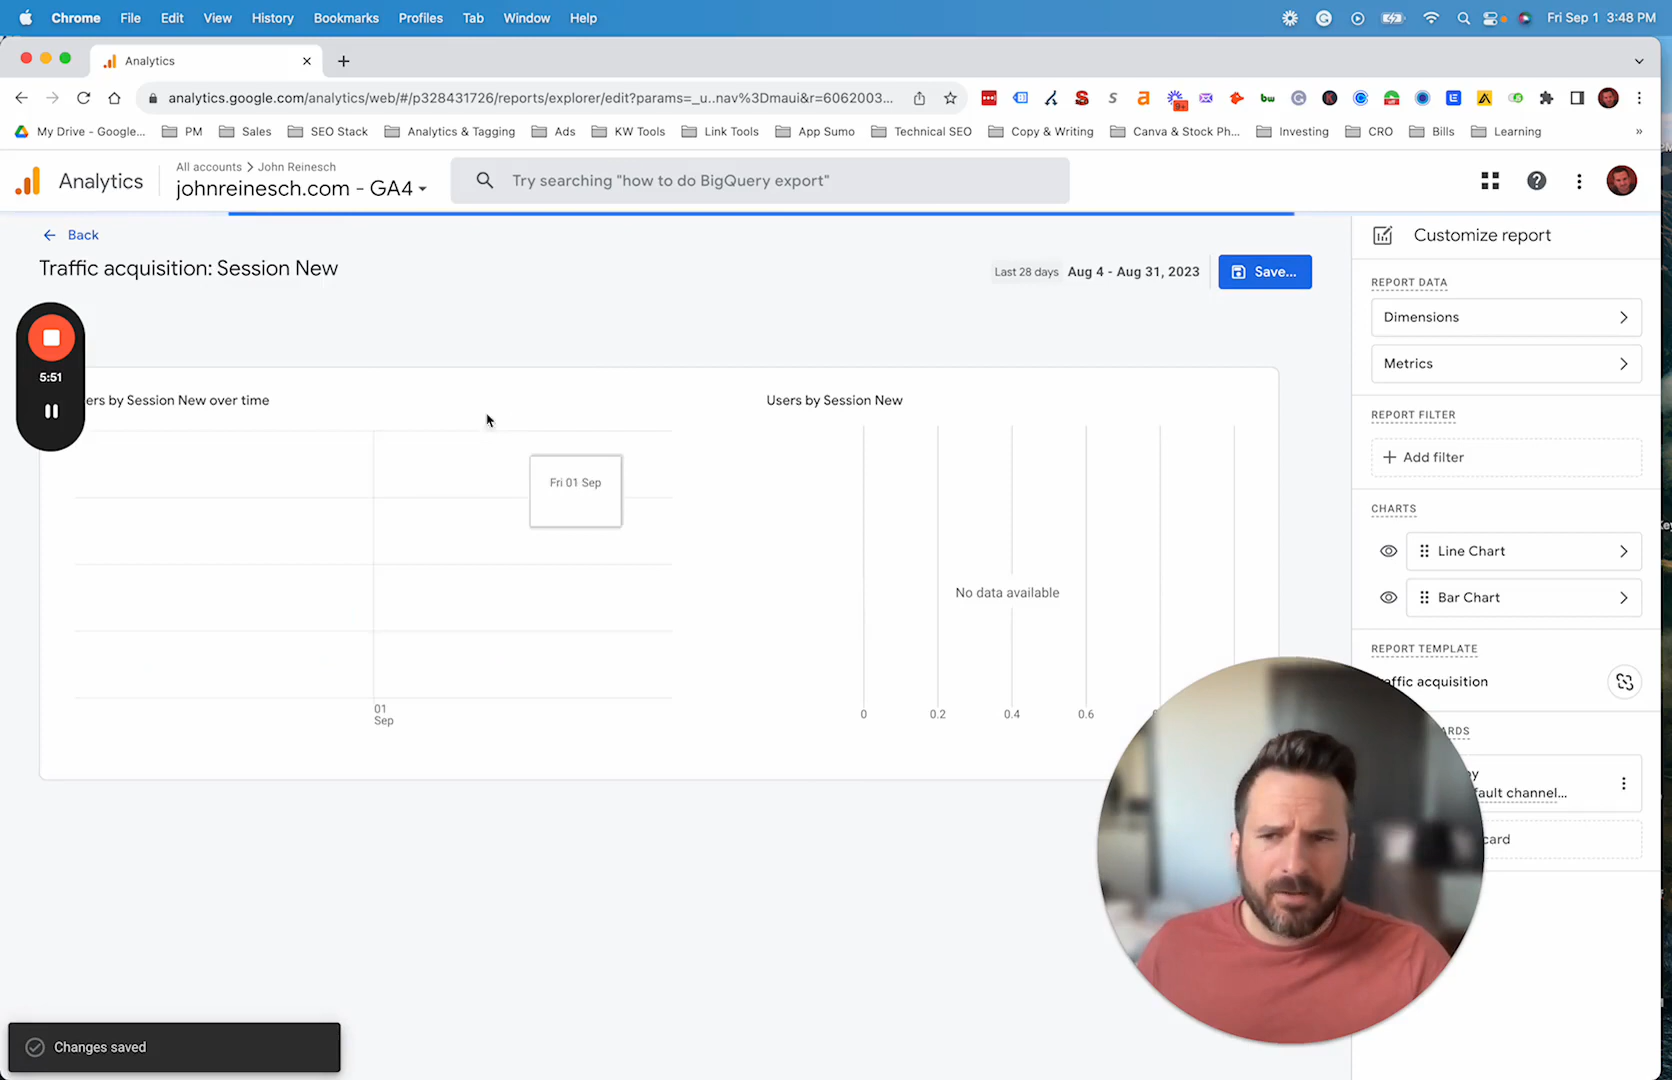 Chrome File Edit View History Bookmarks Profiles Tab Window Help Fri Sep 1 3:48 PM
Analytics
analytics.google.com/analytics/web/#/p328431726/reports/explorer/edit?params=_u..nav%3Dmaui&r=6062003...
My Drive - Google... PM Sales SEO Stack Analytics & Tagging Ads KW Tools Link Tools App Sumo Technical SEO Copy & Writing Canva & Stock Ph... Investing CRO Bills Learning »
Analytics
All accounts > John Reinesch
johnreinesch.com - GA4
Try searching "how to do BigQuery export"
Back
Traffic acquisition: Session New
Last 28 days Aug 4 - Aug 31, 2023
Save...
5:51
ers by Session New over time
Fri 01 Sep
01
Sep
Users by Session New
No data available
0 0.2 0.4 0.6
Customize report
REPORT DATA
Dimensions
Metrics
REPORT FILTER
+ Add filter
CHARTS
Line Chart
Bar Chart
REPORT TEMPLATE
affic acquisition
ARDS
y
fault channel...
card
Changes saved